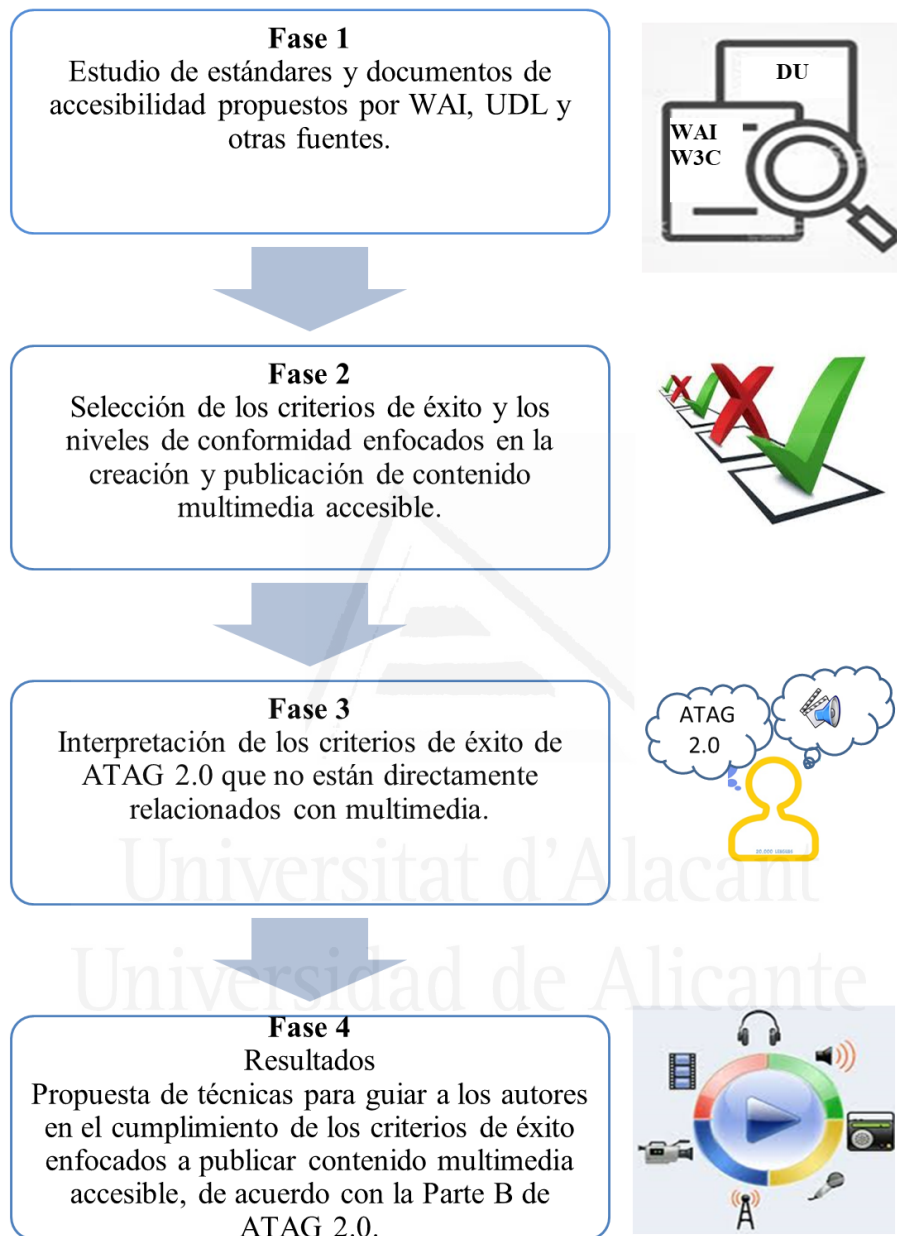 Fase 1
Estudio de estándares y documentos de
accesibilidad propuestos por WAI, UDL y
otras fuentes.
DU
WAI
W3C
Fase 2
Selección de los criterios de éxito y los
niveles de conformidad enfocados en la
creación y publicación de contenido
multimedia accesible.
Fase 3
Interpretación de los criterios de éxito de
ATAG 2.0 que no están directamente
relacionados con multimedia.
ATAG
2.0
Universitat d'Alacant
Universidad de Alicante
Fase 4
Resultados
Propuesta de técnicas para guiar a los autores
en el cumplimiento de los criterios de éxito
enfocados a publicar contenido multimedia
accesible, de acuerdo con la Parte B de
ATAG 2.0.